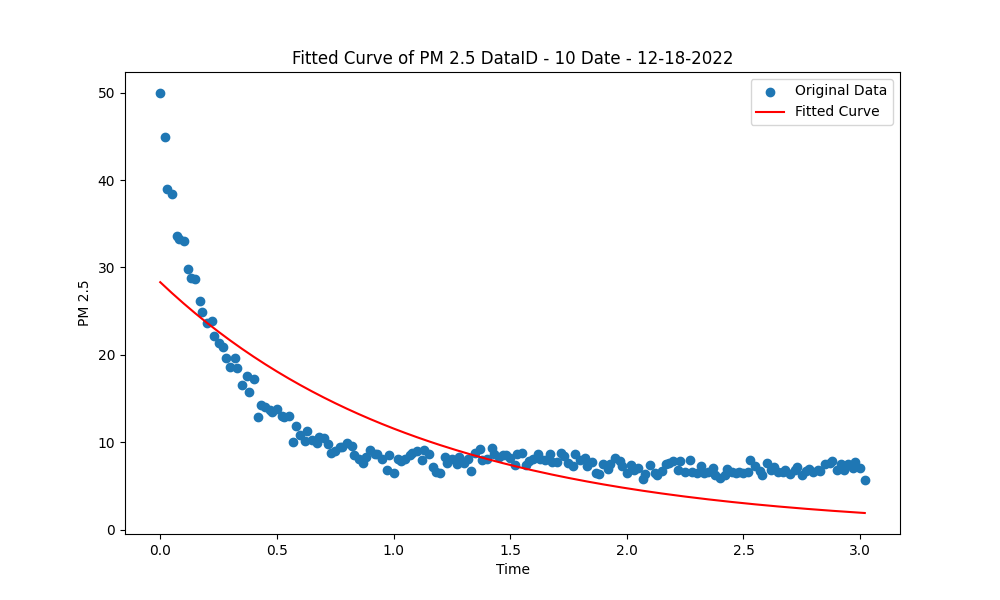 Fitted Curve of PM 2.5 DataID - 10 Date - 12-18-2022
Original Data
Fitted Curve
PM 2.5
50
40
30
20
10
0
0.0 0.5 1.0 1.5 2.0 2.5 3.0
Time